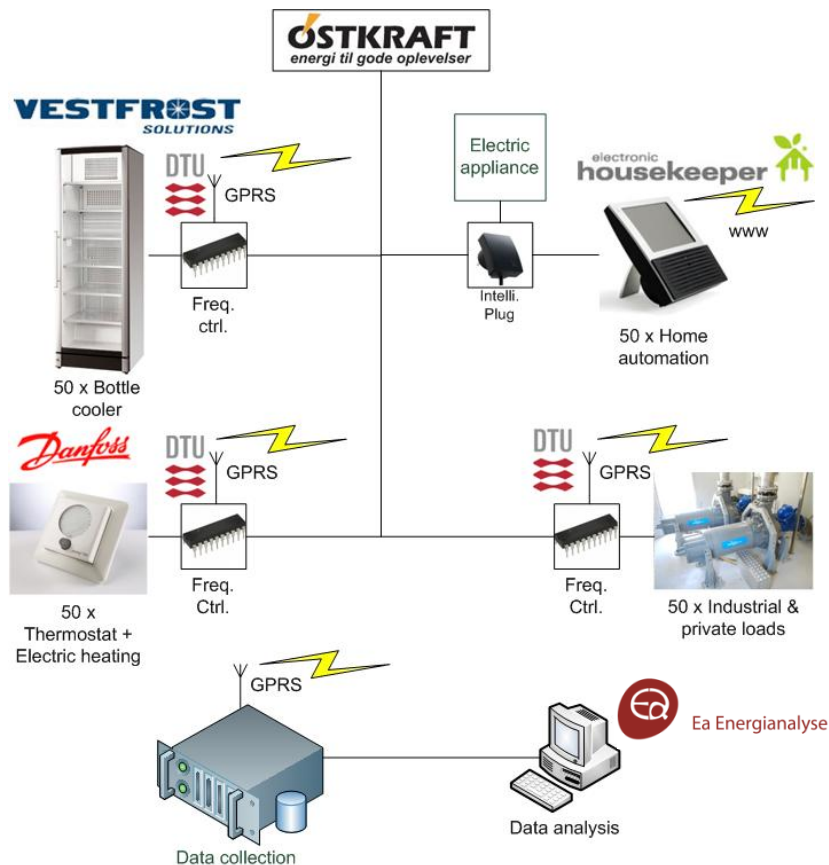 ØSTKRAFT
energi til gode oplevelser
VESTFROST
SOLUTIONS
DTU
GPRS
Freq.
ctrl.
50 x Bottle
cooler
Electric
appliance
Intelli.
Plug
electronic
housekeeper
www
50 x Home
automation
Danfoss
DTU
GPRS
Freq.
Ctrl.
50 x
Thermostat +
Electric heating
DTU
GPRS
Freq.
Ctrl.
50 x Industrial &
private loads
GPRS
Data collection
Ea
Ea Energianalyse
Data analysis